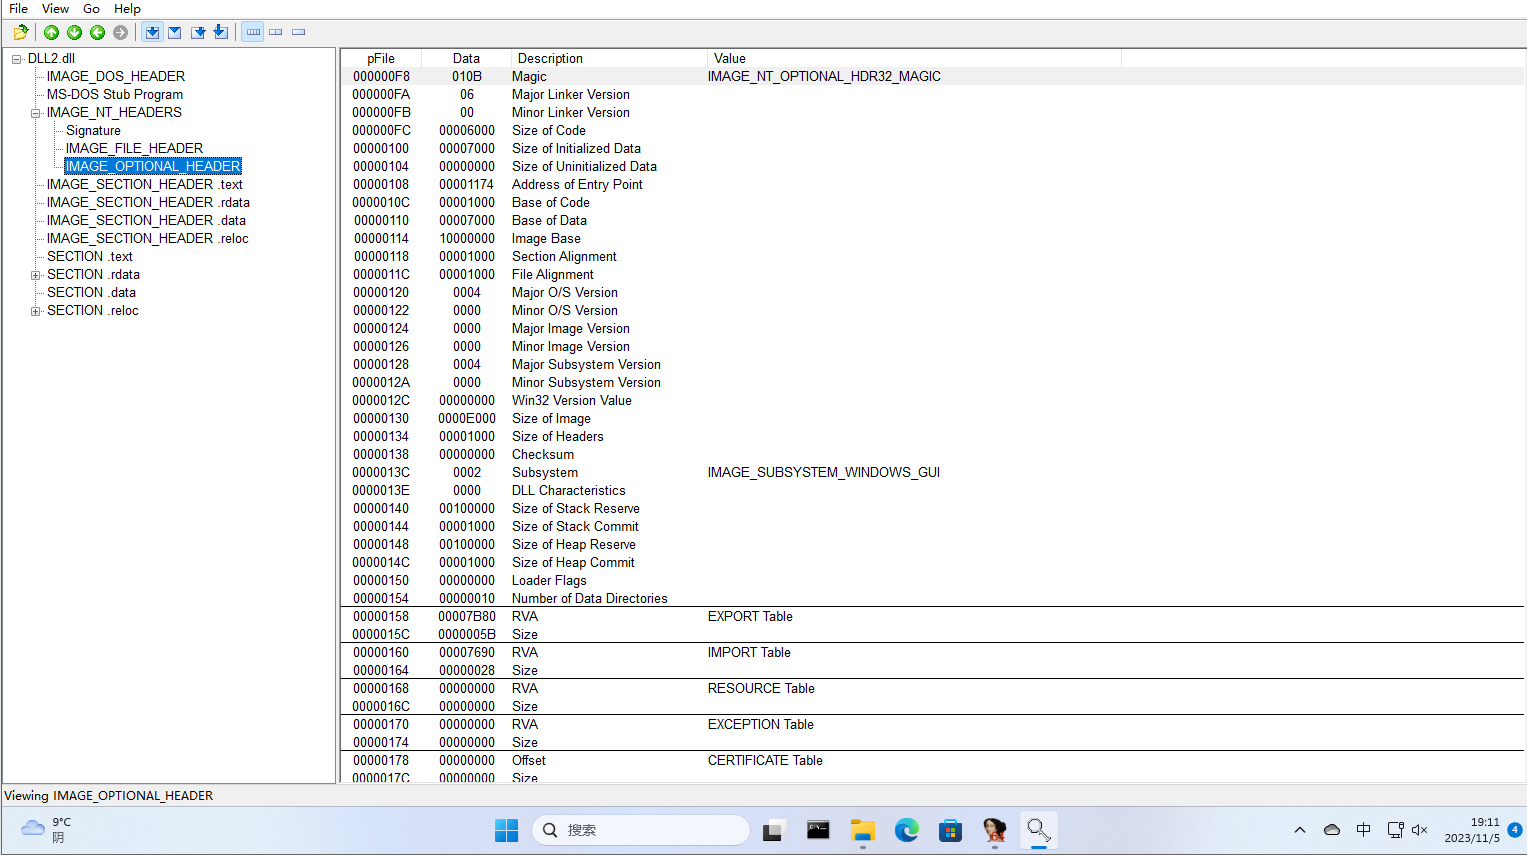 File View Go Help
DLL2.dll
IMAGE_DOS_HEADER
MS-DOS Stub Program
IMAGE_NT_HEADERS
Signature
IMAGE_FILE_HEADER
IMAGE_OPTIONAL_HEADER
IMAGE_SECTION_HEADER .text
IMAGE_SECTION_HEADER .rdata
IMAGE_SECTION_HEADER .data
IMAGE_SECTION_HEADER .reloc
SECTION .text
SECTION .rdata
SECTION .data
SECTION .reloc
pFile Data Description Value
000000F8 010B Magic IMAGE_NT_OPTIONAL_HDR32_MAGIC
000000FA 06 Major Linker Version
000000FB 00 Minor Linker Version
000000FC 00006000 Size of Code
00000100 00007000 Size of Initialized Data
00000104 00000000 Size of Uninitialized Data
00000108 00001174 Address of Entry Point
0000010C 00001000 Base of Code
00000110 00007000 Base of Data
00000114 10000000 Image Base
00000118 00001000 Section Alignment
0000011C 00001000 File Alignment
00000120 0004 Major O/S Version
00000122 0000 Minor O/S Version
00000124 0000 Major Image Version
00000126 0000 Minor Image Version
00000128 0004 Major Subsystem Version
0000012A 0000 Minor Subsystem Version
0000012C 00000000 Win32 Version Value
00000130 0000E000 Size of Image
00000134 00001000 Size of Headers
00000138 00000000 Checksum
0000013C 0002 Subsystem IMAGE_SUBSYSTEM_WINDOWS_GUI
0000013E 0000 DLL Characteristics
00000140 00100000 Size of Stack Reserve
00000144 00001000 Size of Stack Commit
00000148 00100000 Size of Heap Reserve
0000014C 00001000 Size of Heap Commit
00000150 00000000 Loader Flags
00000154 00000010 Number of Data Directories
00000158 00007B80 RVA EXPORT Table
0000015C 0000005B Size
00000160 00007690 RVA IMPORT Table
00000164 00000028 Size
00000168 00000000 RVA RESOURCE Table
0000016C 00000000 Size
00000170 00000000 RVA EXCEPTION Table
00000174 00000000 Size
00000178 00000000 Offset CERTIFICATE Table
0000017C 00000000 Size
Viewing IMAGE_OPTIONAL_HEADER
9°C
阴
搜索
中
19:11
2023/11/5
4